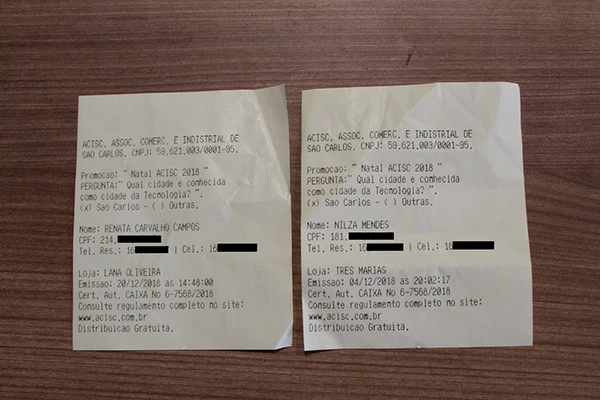 ACISC, ASSOC, COMERC, E INDISTRIAL DE
SAO CARLOS, CNPJ: 59,621,003/0001-95,
Promocao: " Natal ACISC 2018 "
PERGUNTA:" Qual cidade e conhecida
como cidade da Tecnologia? ",
(x) Sao Carlos - ( ) Outras,
Nome: RENATA CARVALHO CAMPOS
CPF: 214,
Tel, Res,: 16 | Cel,: 16
Loja: LANA OLIVEIRA
Emissao: 20/12/2018 as 14:48:00
Cert, Aut, CAIXA No 6-7568/2018
Consulte regulamento completo no site:
www,acisc,com,br
Distribuicao Gratuita,
ACISC, ASSOC, COMERC, E INDISTRIAL DE
SAO CARLOS, CNPJ: 59,621,003/0001-95,
Promocao: " Natal ACISC 2018 "
PERGUNTA:" Qual cidade e conhecida
como cidade da Tecnologia? ",
(x) Sao Carlos - ( ) Outras,
Nome: NILZA MENDES
CPF: 181,
Tel, Res,: 16 | Cel,: 16
Loja: TRES MARIAS
Emissao: 04/12/2018 as 20:02:17
Cert, Aut, CAIXA No 6-7568/2018
Consulte regulamento completo no site:
www,acisc,com,br
Distribuicao Gratuita,